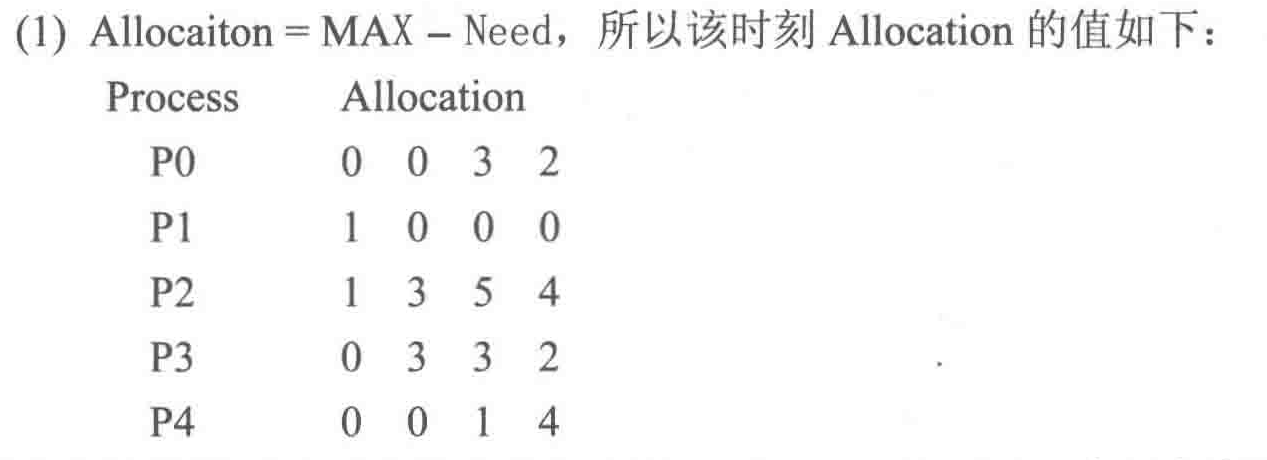 (1) Allocaiton = MAX – Need，所以该时刻 Allocation 的值如下：
Process Allocation
P0 0 0 3 2
P1 1 0 0 0
P2 1 3 5 4
P3 0 3 3 2
P4 0 0 1 4